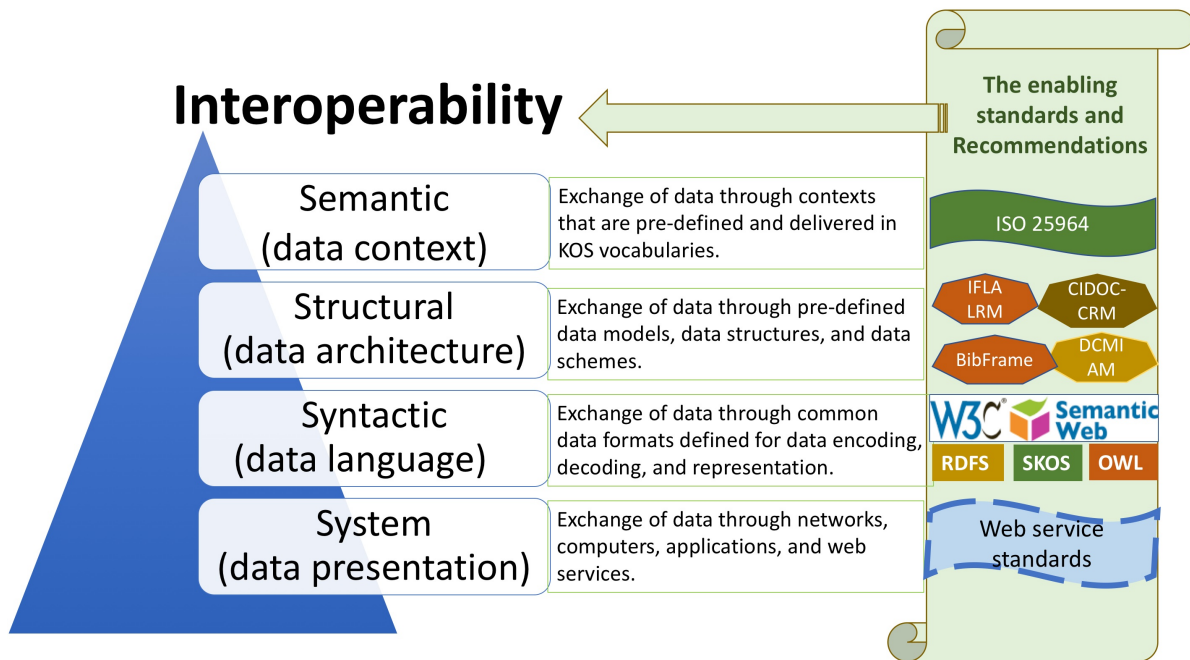 Interoperability
The enabling
standards and
Recommendations
Semantic
(data context)
Exchange of data through contexts
that are pre-defined and delivered in
KOS vocabularies.
ISO 25964
Structural
(data architecture)
Exchange of data through pre-defined
data models, data structures, and data
schemes.
IFLA
LRM
CIDOC-
CRM
BibFrame
DCMI
AM
Syntactic
(data language)
Exchange of data through common
data formats defined for data encoding,
decoding, and representation.
W3C®
Semantic
Web
RDFS
SKOS
OWL
System
(data presentation)
Exchange of data through networks,
computers, applications, and web
services.
Web service
standards